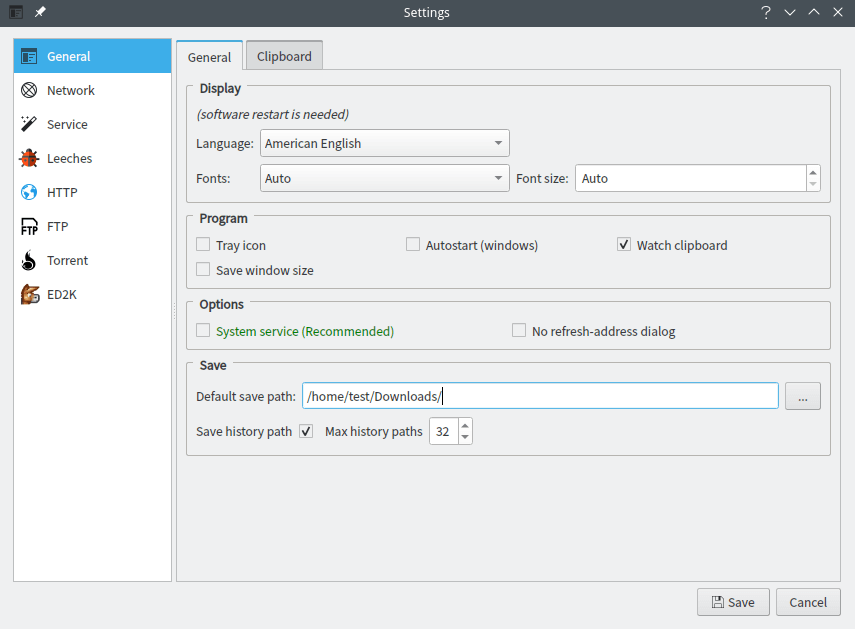 Settings
General
Network
Service
Leeches
HTTP
FTP
FTP
Torrent
ED2K
General Clipboard
Display
(software restart is needed)
Language: American English
Fonts: Auto Font size: Auto
Program
Tray icon Autostart (windows) Watch clipboard
Save window size
Options
System service (Recommended) No refresh-address dialog
Save
Default save path: /home/test/Downloads/ ...
Save history path Max history paths 32
Save Cancel